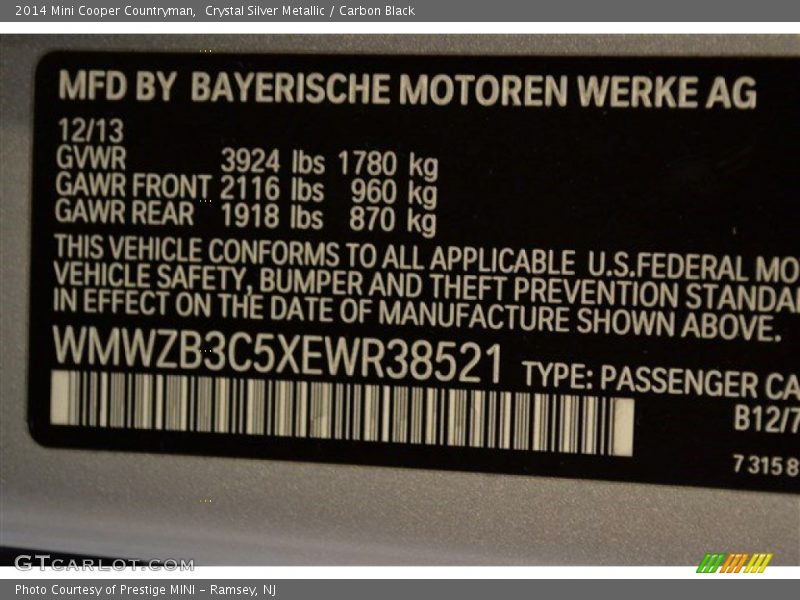 2014 Mini Cooper Countryman,  Crystal Silver Metallic / Carbon Black
MFD BY BAYERISCHE MOTOREN WERKE AG
12/13
GVWR 3924 lbs 1780 kg
GAWR FRONT 2116 lbs 960 kg
GAWR REAR 1918 lbs 870 kg
THIS VEHICLE CONFORMS TO ALL APPLICABLE U.S.FEDERAL MO
VEHICLE SAFETY, BUMPER AND THEFT PREVENTION STANDA
IN EFFECT ON THE DATE OF MANUFACTURE SHOWN ABOVE.
WMWZB3C5XEWR38521 TYPE: PASSENGER CA
B12/7
73158
GTCARLOT.COM
Photo Courtesy of Prestige MINI - Ramsey, NJ